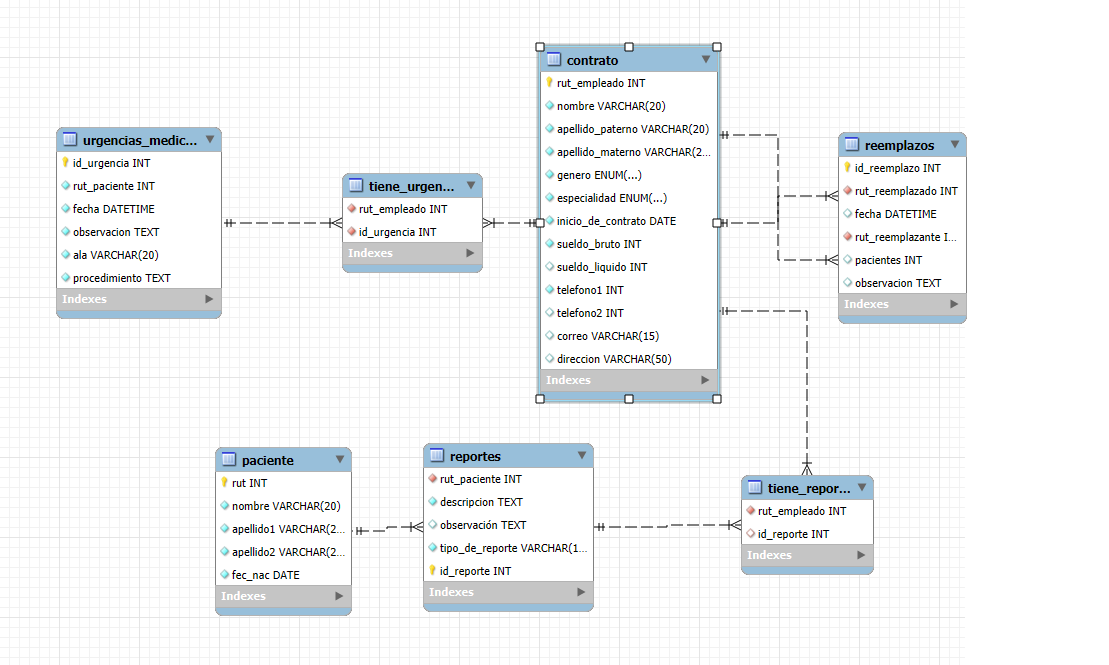 urgencias_medic...
id_urgencia INT
rut_paciente INT
fecha DATETIME
observacion TEXT
ala VARCHAR(20)
procedimiento TEXT
Indexes
tiene_urgen...
rut_empleado INT
id_urgencia INT
Indexes
contrato
rut_empleado INT
nombre VARCHAR(20)
apellido_paterno VARCHAR(20)
apellido_materno VARCHAR(2...
genero ENUM(...)
especialidad ENUM(...)
inicio_de_contrato DATE
sueldo_bruto INT
sueldo_liquido INT
telefono1 INT
telefono2 INT
correo VARCHAR(15)
direccion VARCHAR(50)
Indexes
reemplazos
id_reemplazo INT
rut_reemplazado INT
fecha DATETIME
rut_reemplazante I...
pacientes INT
observacion TEXT
Indexes
paciente
rut INT
nombre VARCHAR(20)
apellido1 VARCHAR(2...
apellido2 VARCHAR(2...
fec_nac DATE
Indexes
reportes
rut_paciente INT
descripcion TEXT
observación TEXT
tipo_de_reporte VARCHAR(1...
id_reporte INT
Indexes
tiene_repor...
rut_empleado INT
id_reporte INT
Indexes